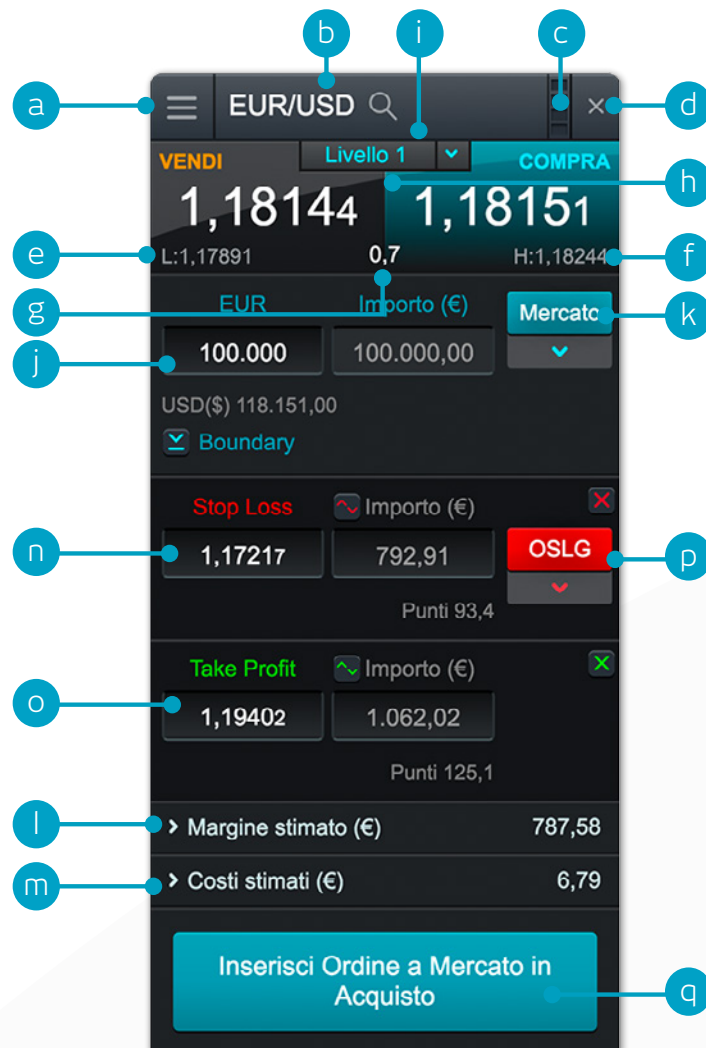 b i c
a EUR/USD × d
VENDI Livello 1 COMPRA
h
1,18144 1,18151
e L:1,17891 0,7 H:1,18244 f
g EUR Importo (€) Mercato k
j 100.000 100.000,00
USD($) 118.151,00
Boundary
Stop Loss Importo (€) X
n 1,17217 792,91 OSLG p
Punti 93,4
Take Profit Importo (€) X
o 1,19402 1.062,02
Punti 125,1
l > Margine stimato (€) 787,58
m > Costi stimati (€) 6,79
Inserisci Ordine a Mercato in
Acquisto q